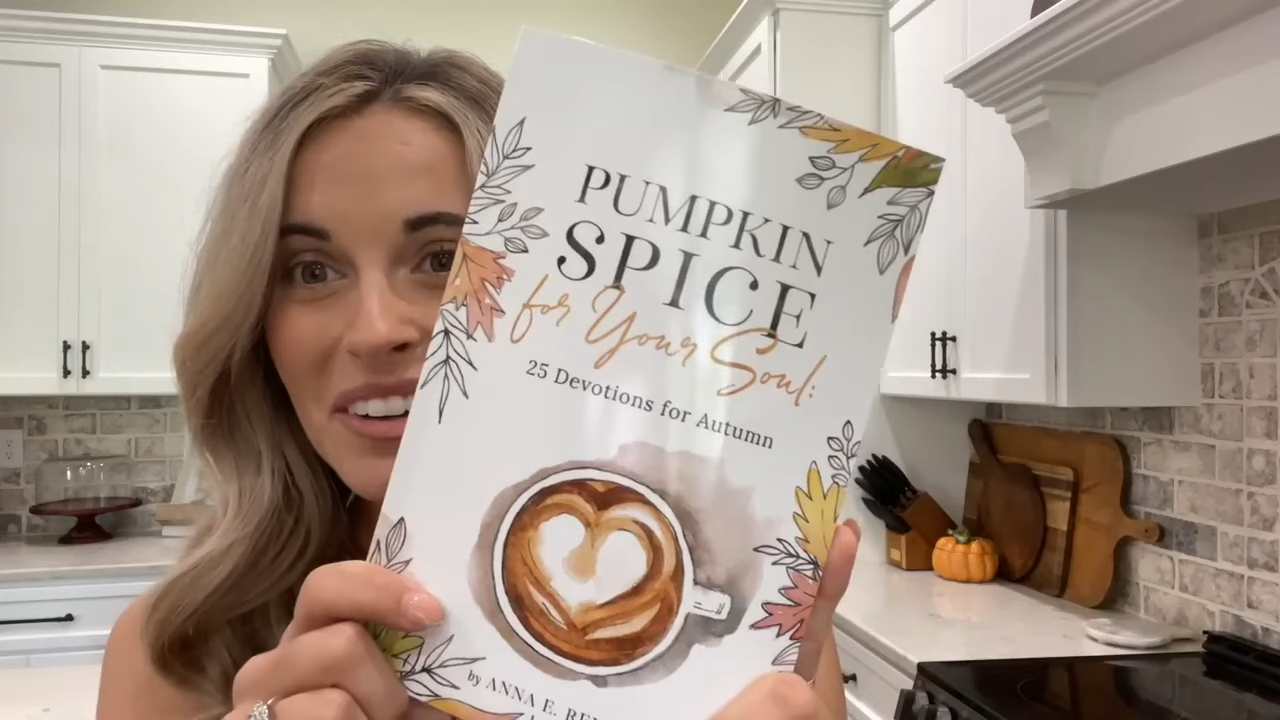 PUMPKIN
SPICE
for Your Soul:
25 Devotions for Autumn
by ANNA E.